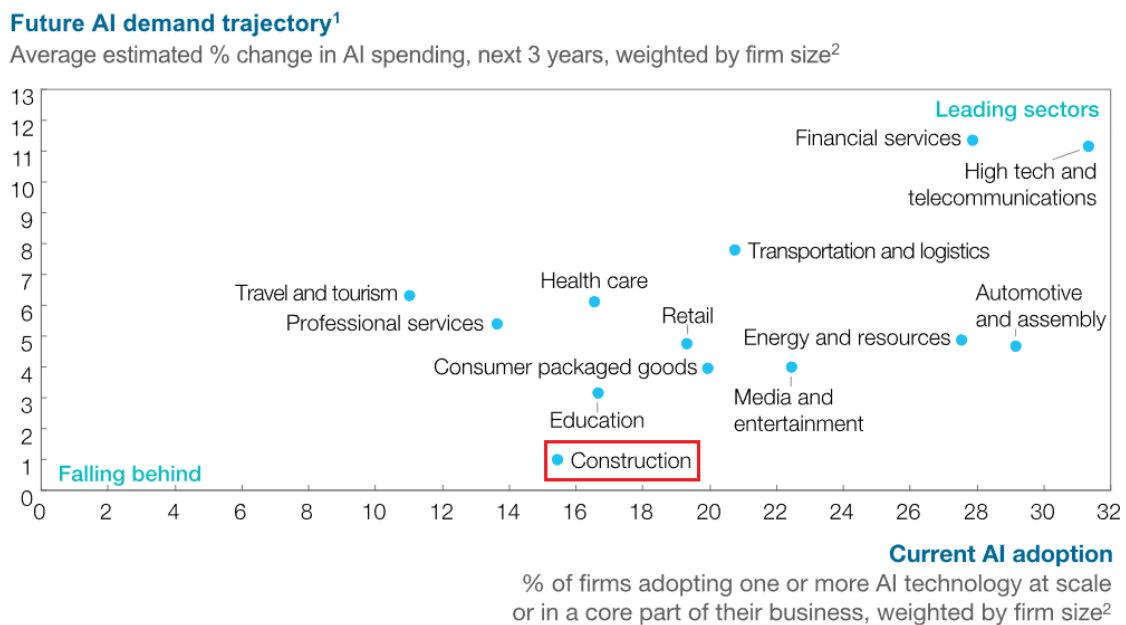 Future AI demand trajectory¹
Average estimated % change in AI spending, next 3 years, weighted by firm size²
13
12
11
10
9
8
7
6
5
4
3
2
1
0
Leading sectors
Financial services
High tech and
telecommunications
Transportation and logistics
Health care
Travel and tourism
Automotive
and assembly
Professional services
Retail
Energy and resources
Consumer packaged goods
Media and
entertainment
Education
Construction
Falling behind
0 2 4 6 8 10 12 14 16 18 20 22 24 26 28 30 32
Current AI adoption
% of firms adopting one or more AI technology at scale
or in a core part of their business, weighted by firm size²